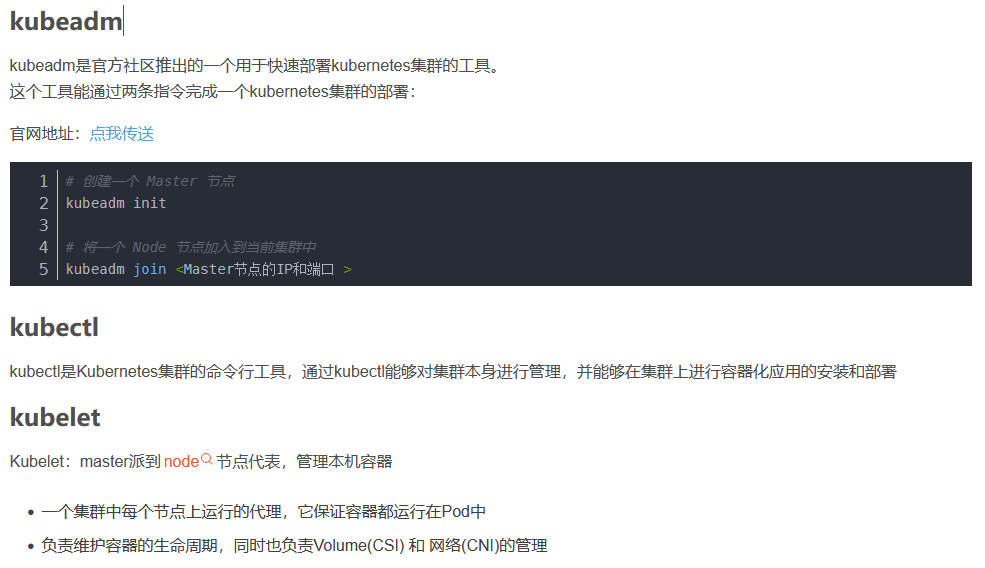 kubeadm
kubeadm是官方社区推出的一个用于快速部署kubernetes集群的工具。
这个工具能通过两条指令完成一个kubernetes集群的部署：
官网地址：点我传送
1 # 创建一个 Master 节点
2 kubeadm init
3
4 # 将一个 Node 节点加入到当前集群中
5 kubeadm join <Master节点的IP和端口 >
kubectl
kubectl是Kubernetes集群的命令行工具，通过kubectl能够对集群本身进行管理，并能够在集群上进行容器化应用的安装和部署
kubelet
Kubelet：master派到 node 节点代表，管理本机容器
• 一个集群中每个节点上运行的代理，它保证容器都运行在Pod中
• 负责维护容器的生命周期，同时也负责Volume(CSI) 和 网络(CNI)的管理